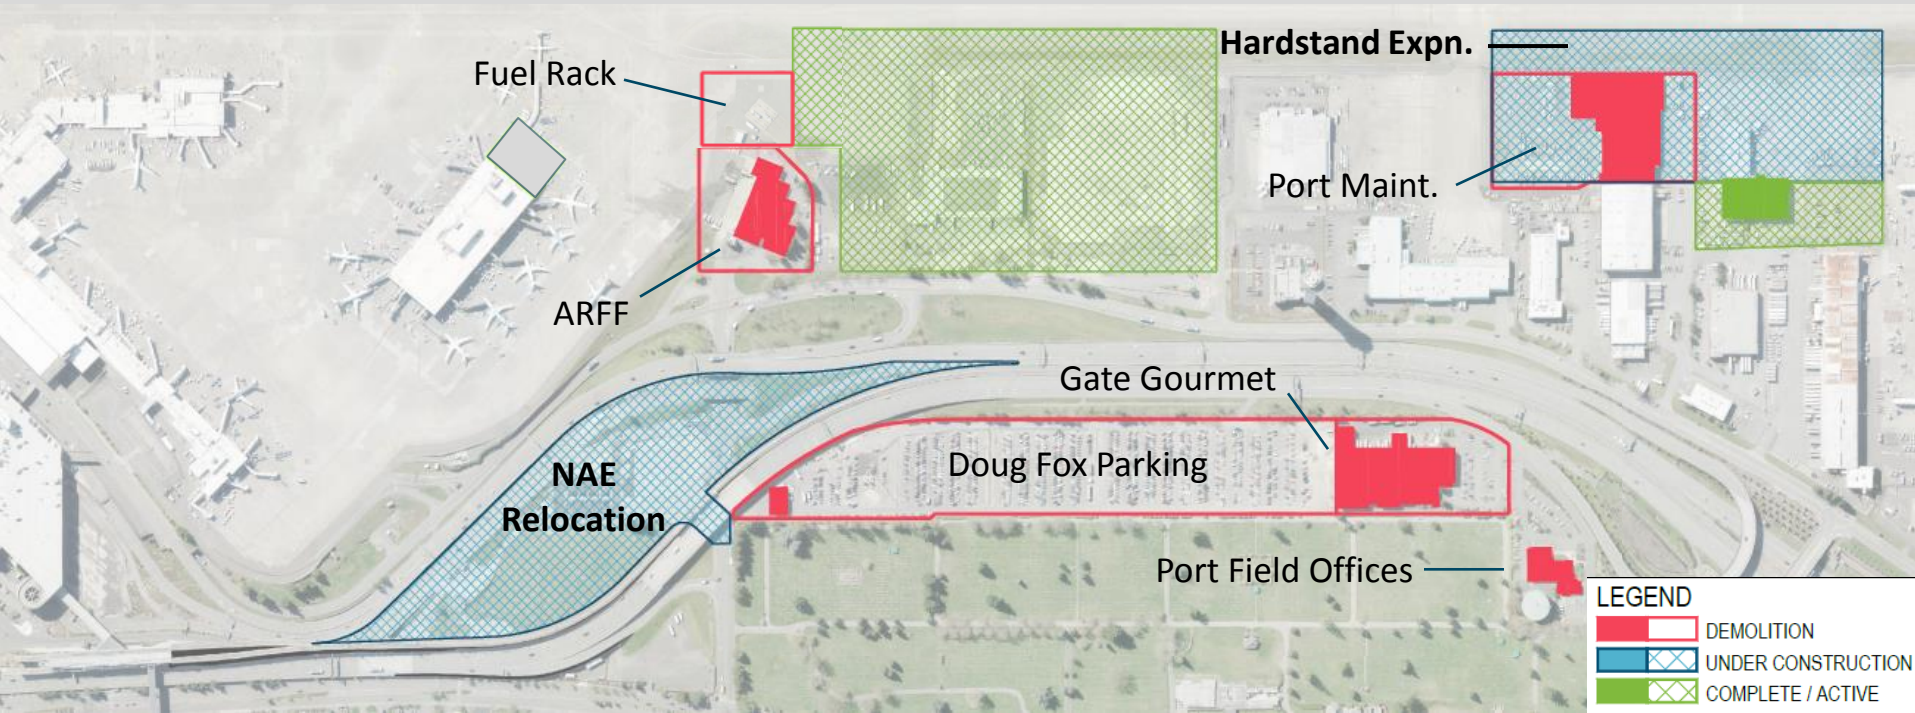 Hardstand Expn.
Fuel Rack
Port Maint.
ARFF
Gate Gourmet
Doug Fox Parking
NAE
Relocation
Port Field Offices
LEGEND
DEMOLITION
UNDER CONSTRUCTION
COMPLETE / ACTIVE